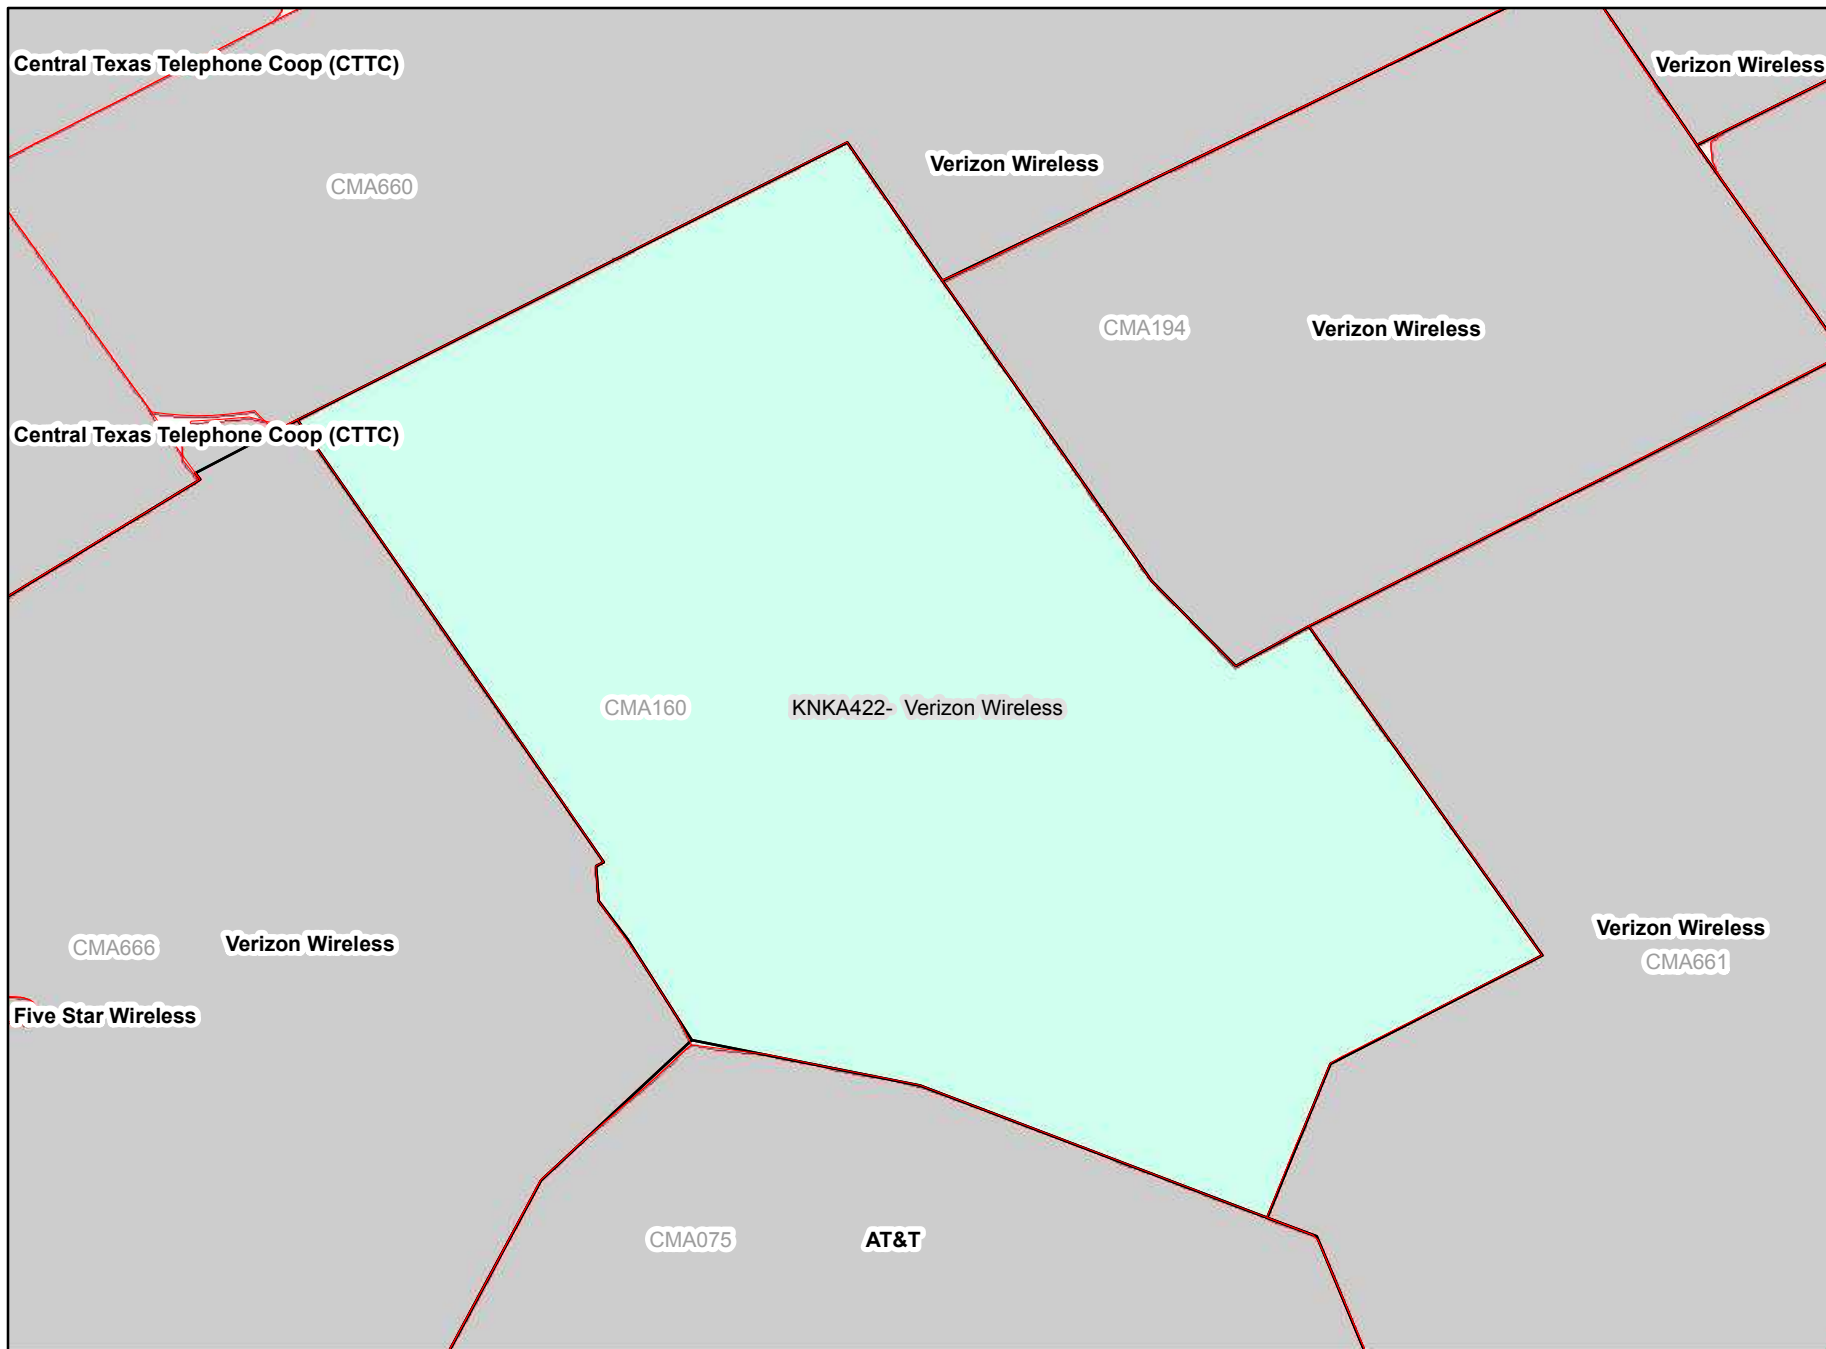 Central Texas Telephone Coop (CTTC)
Verizon Wireless
Verizon Wireless
CMA660
CMA194
Verizon Wireless
Central Texas Telephone Coop (CTTC)
CMA160
KNKA422- Verizon Wireless
Verizon Wireless
CMA661
CMA666
Verizon Wireless
Five Star Wireless
CMA075
AT&T